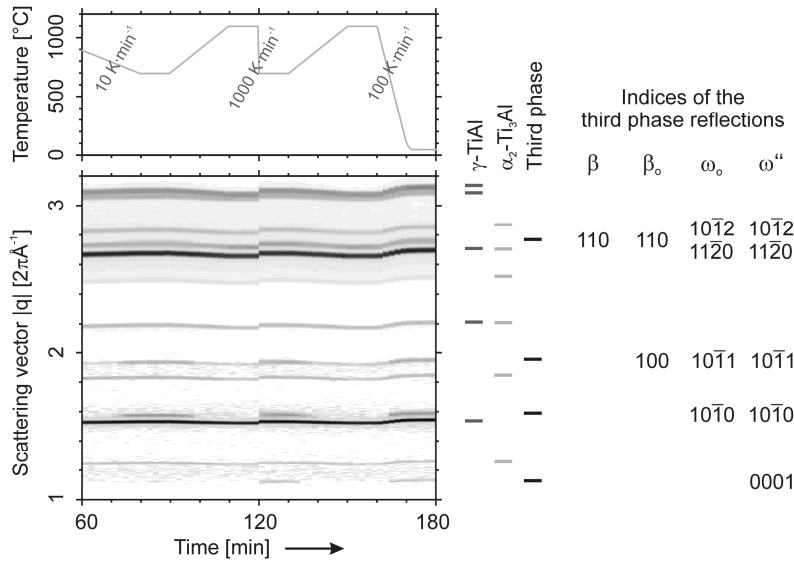 Temperature [°C]
1000
500
0
10 K·min⁻¹
1000 K·min⁻¹
100 K·min⁻¹
Scattering vector |q| [2πÅ⁻¹]
3
2
1
60
120
180
Time [min]
γ-TiAl
α₂-Ti₃Al
Third phase
Indices of the
third phase reflections
β βₒ ωₒ ω“
101̅2 101̅2
110 110 112̅0 112̅0
100 101̅1 101̅1
101̅0 101̅0
0001